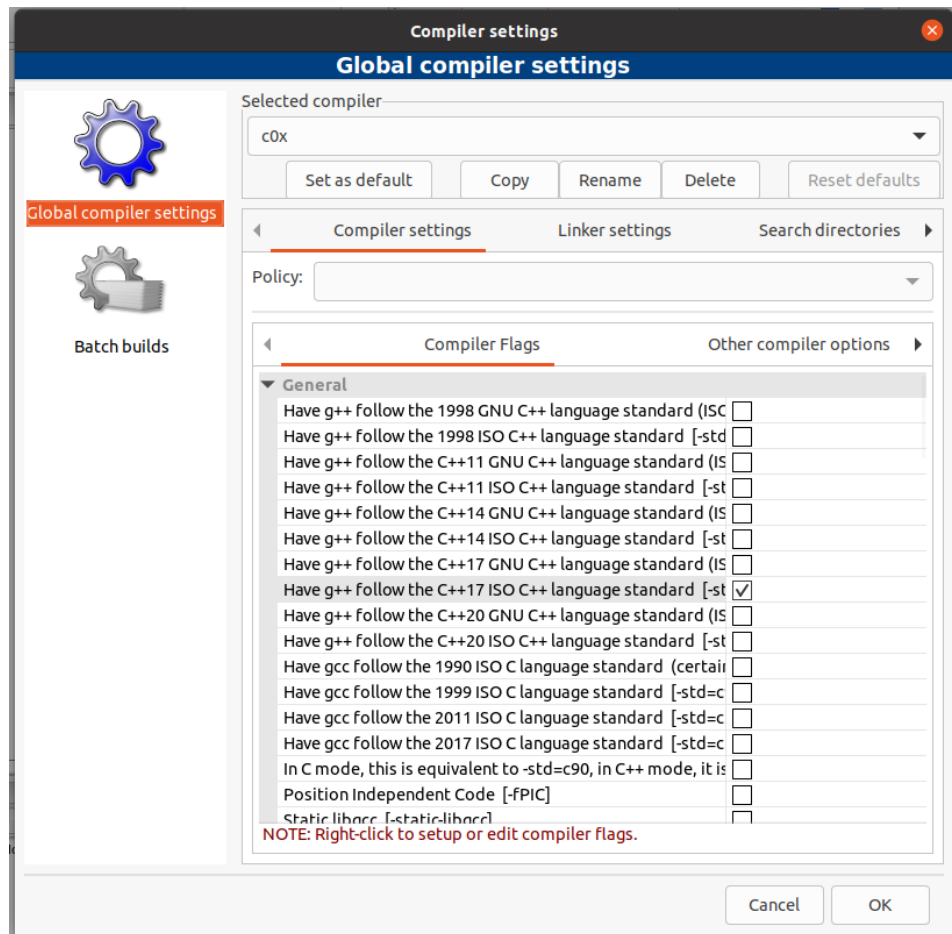 Compiler settings
Global compiler settings
Global compiler settings
Batch builds
Selected compiler
c0x
Set as default Copy Rename Delete Reset defaults
Compiler settings Linker settings Search directories
Policy:
Compiler Flags Other compiler options
General
Have g++ follow the 1998 GNU C++ language standard (ISC
Have g++ follow the 1998 ISO C++ language standard [-std
Have g++ follow the C++11 GNU C++ language standard (IS
Have g++ follow the C++11 ISO C++ language standard [-st
Have g++ follow the C++14 GNU C++ language standard (IS
Have g++ follow the C++14 ISO C++ language standard [-st
Have g++ follow the C++17 GNU C++ language standard (IS
Have g++ follow the C++17 ISO C++ language standard [-st
Have g++ follow the C++20 GNU C++ language standard (IS
Have g++ follow the C++20 ISO C++ language standard [-st
Have gcc follow the 1990 ISO C language standard (certain
Have gcc follow the 1999 ISO C language standard [-std=c
Have gcc follow the 2011 ISO C language standard [-std=c
Have gcc follow the 2017 ISO C language standard [-std=c
In C mode, this is equivalent to -std=c90, in C++ mode, it is
Position Independent Code [-fPIC]
Static libgcc [-static-libgcc]
NOTE: Right-click to setup or edit compiler flags.
Cancel OK